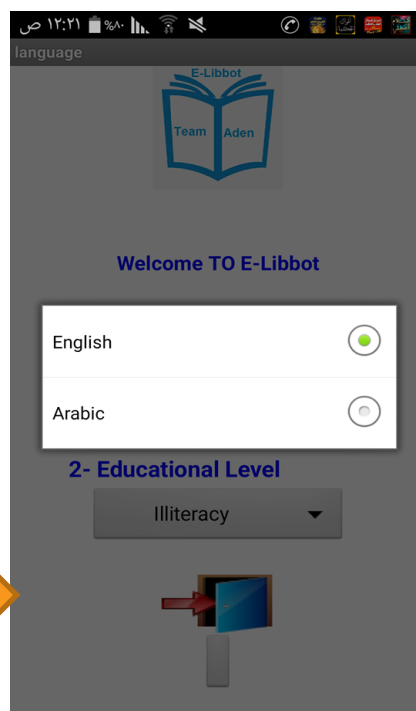 ١٢:٢١ ص
٪٨٠
language
E-Libbot
Team Aden
Welcome TO E-Libbot
English
Arabic
2- Educational Level
Illiteracy